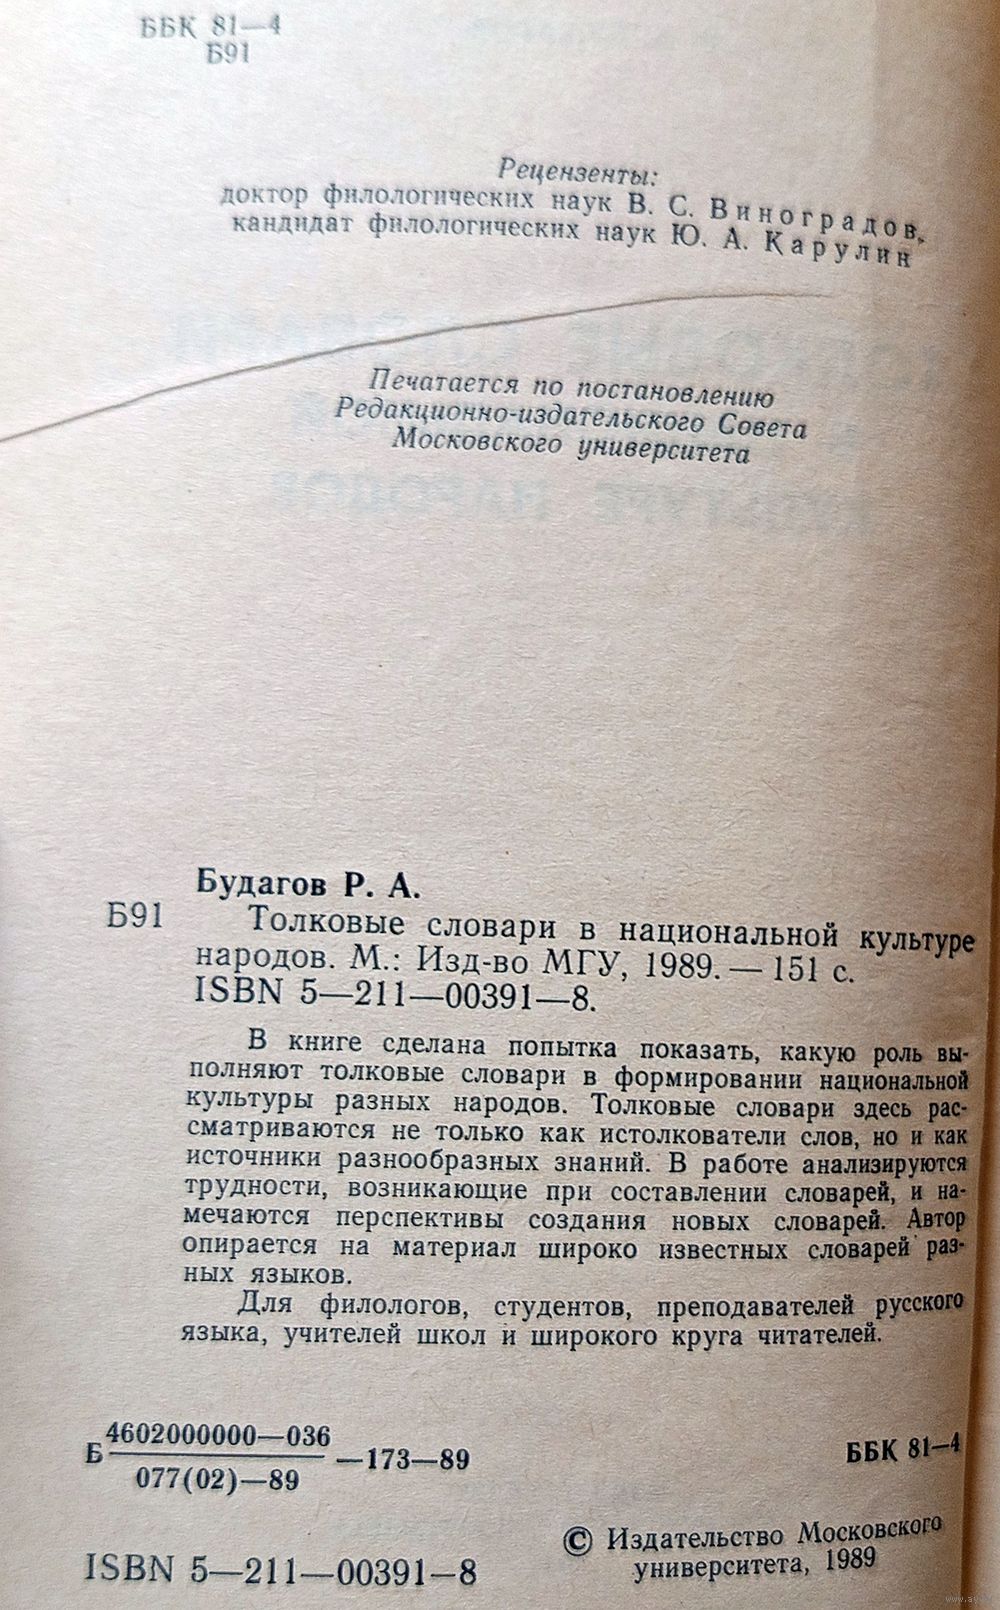 ББК 81—4
Б91
Рецензенты:
доктор филологических наук В. С. Виноградов,
кандидат филологических наук Ю. А. Карулин
Печатается по постановлению
Редакционно-издательского Совета
Московского университета
Будагов Р. А.
Б91 Толковые словари в национальной культуре
народов. М.: Изд-во МГУ, 1989. — 151 с.
ISBN 5—211—00391—8.
В книге сделана попытка показать, какую роль вы-
полняют толковые словари в формировании национальной
культуры разных народов. Толковые словари здесь рас-
сматриваются не только как истолкователи слов, но и как
источники разнообразных знаний. В работе анализируются
трудности, возникающие при составлении словарей, и на-
мечаются перспективы создания новых словарей. Автор
опирается на материал широко известных словарей раз-
ных языков.
Для филологов, студентов, преподавателей русского
языка, учителей школ и широкого круга читателей.
4602000000—036
Б —173—89 ББК 81—4
077(02)—89
© Издательство Московского
университета, 1989
ISBN 5—211—00391—8